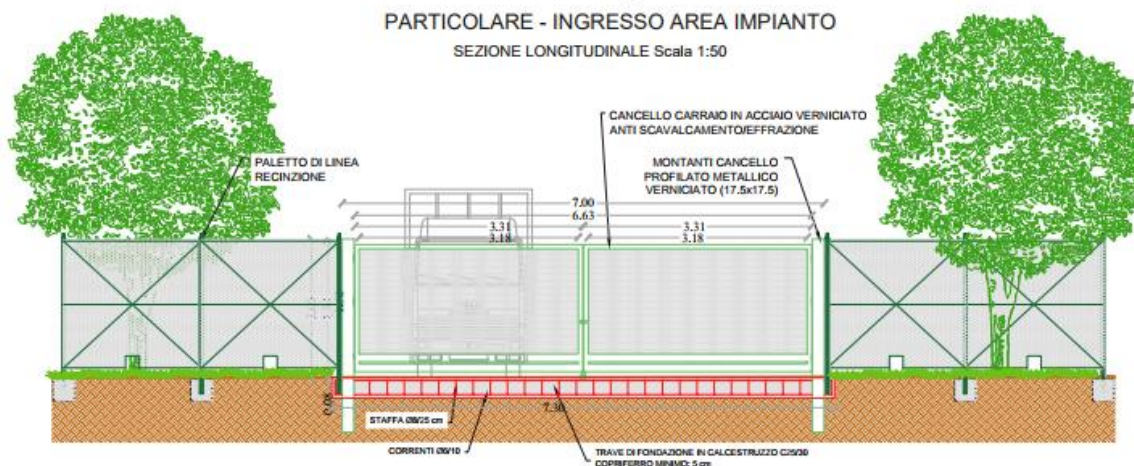 PARTICOLARE - INGRESSO AREA IMPIANTO
SEZIONE LONGITUDINALE Scala 1:50
CANCELLO CARRAIO IN ACCIAIO VERNICIATO
ANTI SCAVALCAMENTO/EFFRAZIONE
PALETTO DI LINEA
RECINZIONE
MONTANTI CANCELLO
PROFILATO METALLICO
VERNICIATO (17.5x17.5)
7.00
6.63
3.31
3.31
3.18
3.18
0.08
7.30
STAFFA Ø8/25 cm
CORRENTI Ø6/10
TRAVE DI FONDAZIONE IN CALCESTRUZZO C25/30
COPRIFERRO MINIMO: 5 cm